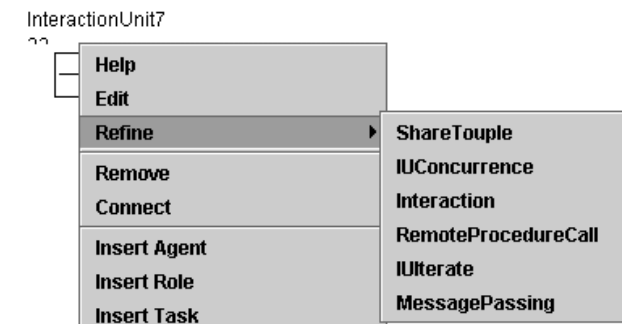 InteractionUnit7
Help
Edit
Refine
Remove
Connect
Insert Agent
Insert Role
Insert Task
ShareTouple
IUConcurrence
Interaction
RemoteProcedureCall
IUIterate
MessagePassing